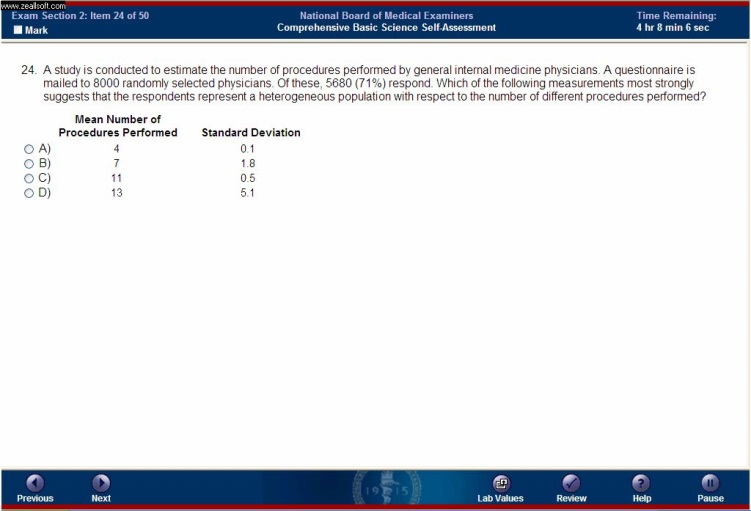 www.zeallsoft.com
Exam Section 2: Item 24 of 50
National Board of Medical Examiners
Time Remaining:
Mark
Comprehensive Basic Science Self-Assessment
4 hr 8 min 6 sec
24. A study is conducted to estimate the number of procedures performed by general internal medicine physicians. A questionnaire is
mailed to 8000 randomly selected physicians. Of these, 5680 (71%) respond. Which of the following measurements most strongly
suggests that the respondents represent a heterogeneous population with respect to the number of different procedures performed?
Mean Number of
Procedures Performed Standard Deviation
A) 4 0.1
B) 7 1.8
C) 11 0.5
D) 13 5.1
19 15
Previous Next Lab Values Review Help Pause